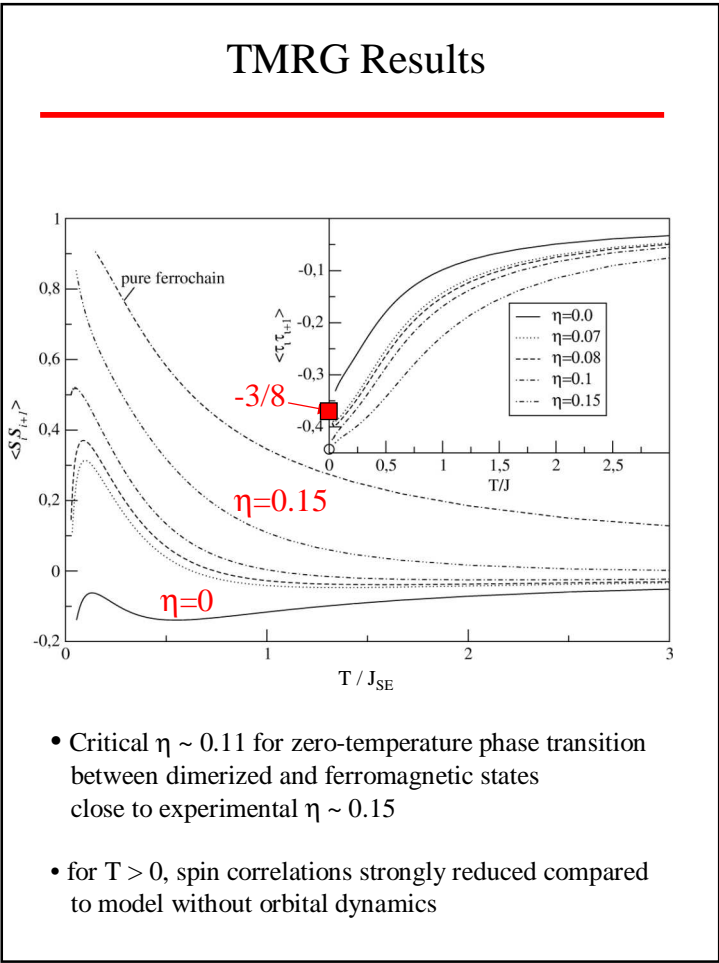 TMRG Results
1
0,8
0,6
0,4
0,2
0
-0,2
<S_i S_{i+1}>
0
1
2
3
T / J_SE
pure ferrochain
-3/8
η=0.15
η=0
-0,1
-0,2
-0,3
-0,4
<τ_i τ_{i+1}>
0
0,5
1
1,5
2
2,5
T/J
η=0.0
η=0.07
η=0.08
η=0.1
η=0.15
• Critical η ~ 0.11 for zero-temperature phase transition
between dimerized and ferromagnetic states
close to experimental η ~ 0.15
• for T > 0, spin correlations strongly reduced compared
to model without orbital dynamics